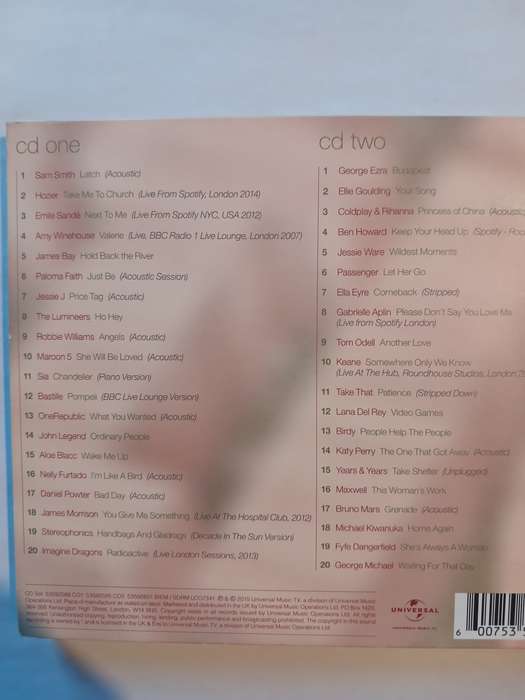 cd one
1 Sam Smith Latch (Acoustic)
2 Hozier Take Me To Church (Live From Spotify, London 2014)
3 Emile Sandé Next To Me (Live From Spotify NYC, USA 2012)
4 Amy Winehouse Valerie (Live, BBC Radio 1 Live Lounge, London 2007)
5 James Bay Hold Back the River
6 Paloma Faith Just Be (Acoustic Session)
7 Jessie J Price Tag (Acoustic)
8 The Lumineers Ho Hey
9 Robbie Williams Angels (Acoustic)
10 Maroon 5 She Will Be Loved (Acoustic)
11 Sia Chandelier (Piano Version)
12 Bastille Pompeii (BBC Live Lounge Version)
13 OneRepublic What You Wanted (Acoustic)
14 John Legend Ordinary People
15 Aloe Blacc Wake Me Up
16 Nelly Furtado I'm Like A Bird (Acoustic)
17 Daniel Powter Bad Day (Acoustic)
18 James Morrison You Give Me Something (Live At The Hospital Club, 2012)
19 Stereophonics Handbags And Gladrags (Decade In The Sun Version)
20 Imagine Dragons Radioactive (Live London Sessions, 2013)
cd two
1 George Ezra Budapest
2 Ellie Goulding Your Song
3 Coldplay & Rihanna Princess of China (Acoustic
4 Ben Howard Keep Your Head Up (Spotify -
5 Jessie Ware Wildest Moments
6 Passenger Let Her Go
7 Ella Eyre Comeback (Stripped)
8 Gabrielle Aplin Please Don't Say You Love Me
(Live from Spotify London)
9 Tom Odell Another Love
10 Keane Somewhere Only We Know
(Live At The Hub, Roundhouse Studios, London
11 Take That Patience (Stripped Down)
12 Lana Del Rey Video Games
13 Birdy People Help The People
14 Katy Perry The One That Got Away (Acoustic)
15 Years & Years Take Shelter (Unplugged)
16 Maxwell This Woman's Work
17 Bruno Mars Grenade (Acoustic)
18 Michael Kiwanuka Home Again
19 Fyfe Dangerfield She's Always A Woman
20 George Michael Waiting For That Day
UNIVERSAL
6 00753